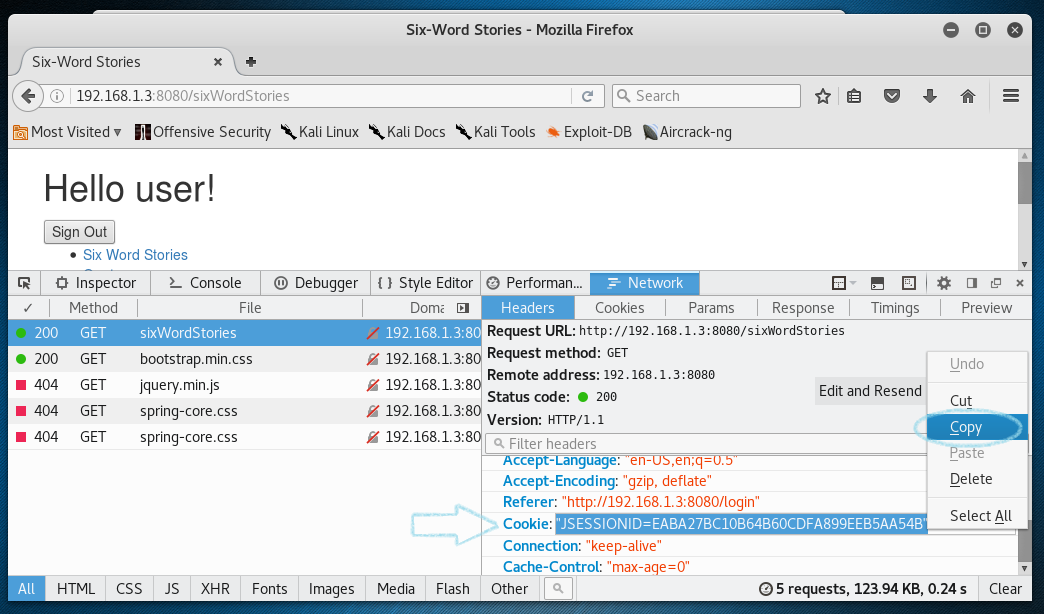 Six-Word Stories - Mozilla Firefox
Six-Word Stories
192.168.1.3:8080/sixWordStories
Search
Most Visited Offensive Security Kali Linux Kali Docs Kali Tools Exploit-DB Aircrack-ng
Hello user!
Sign Out
Six Word Stories
Inspector Console Debugger { } Style Editor Performan... Network
✓ Method File Doma
Headers Cookies Params Response Timings Preview
200 GET sixWordStories 192.168.1.3:80
200 GET bootstrap.min.css 192.168.1.3:80
404 GET jquery.min.js 192.168.1.3:80
404 GET spring-core.css 192.168.1.3:80
404 GET spring-core.css 192.168.1.3:80
Request URL: http://192.168.1.3:8080/sixWordStories
Request method: GET
Remote address: 192.168.1.3:8080
Status code: 200
Edit and Resend
Version: HTTP/1.1
Filter headers
Accept-Language: "en-US,en;q=0.5"
Accept-Encoding: "gzip, deflate"
Referer: "http://192.168.1.3:8080/login"
Cookie: "JSESSIONID=EABA27BC10B64B60CDFA899EEB5AA54B"
Connection: "keep-alive"
Cache-Control: "max-age=0"
Undo
Cut
Copy
Paste
Delete
Select All
All HTML CSS JS XHR Fonts Images Media Flash Other
5 requests, 123.94 KB, 0.24 s Clear